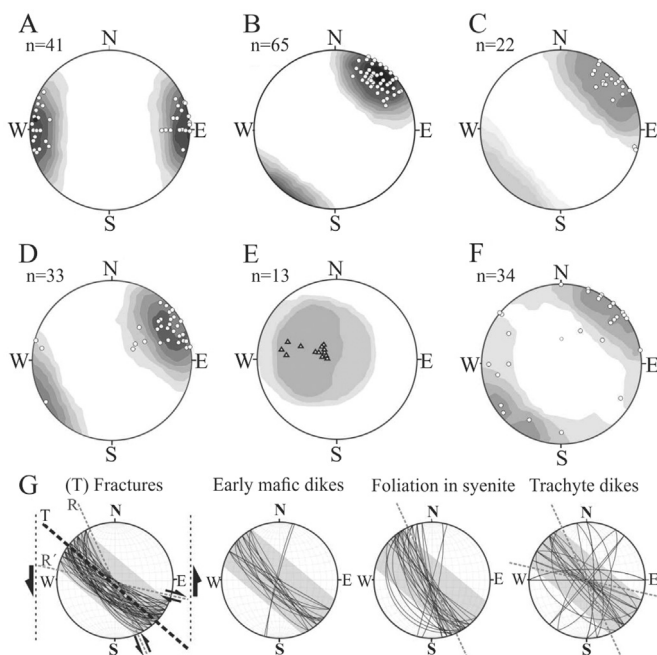 A
n=41
N
W
E
S
B
n=65
N
W
E
S
C
n=22
N
W
E
S
D
n=33
N
W
E
S
E
n=13
N
W
E
S
F
n=34
N
W
E
S
G
(T) Fractures
Early mafic dikes
Foliation in syenite
Trachyte dikes
T
R
R´
N
W
E
S
N
W
E
S
N
W
E
S
N
W
E
S